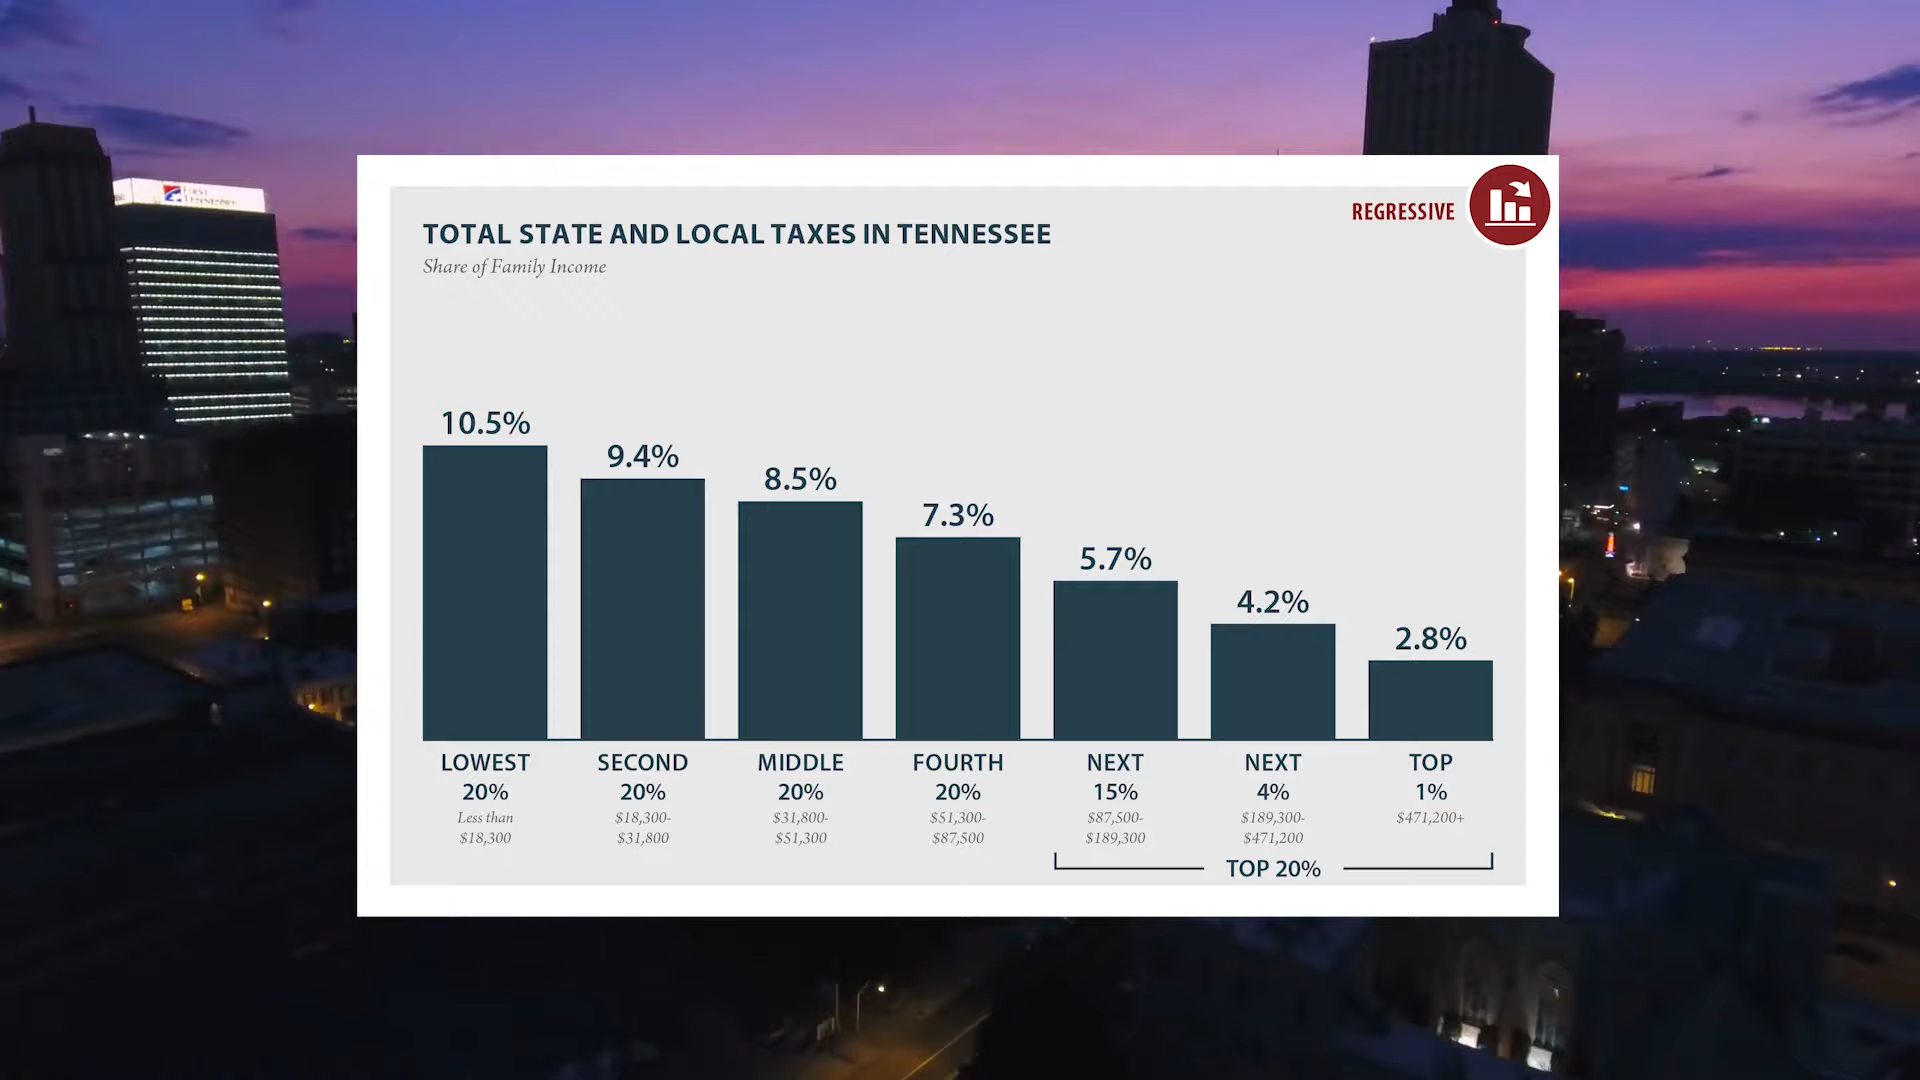 FIRST
TENNESSEE
REGRESSIVE
TOTAL STATE AND LOCAL TAXES IN TENNESSEE
Share of Family Income
10.5%
9.4%
8.5%
7.3%
5.7%
4.2%
2.8%
LOWEST
20%
Less than
$18,300
SECOND
20%
$18,300-
$31,800
MIDDLE
20%
$31,800-
$51,300
FOURTH
20%
$51,300-
$87,500
NEXT
15%
$87,500-
$189,300
NEXT
4%
$189,300-
$471,200
TOP
1%
$471,200+
TOP 20%